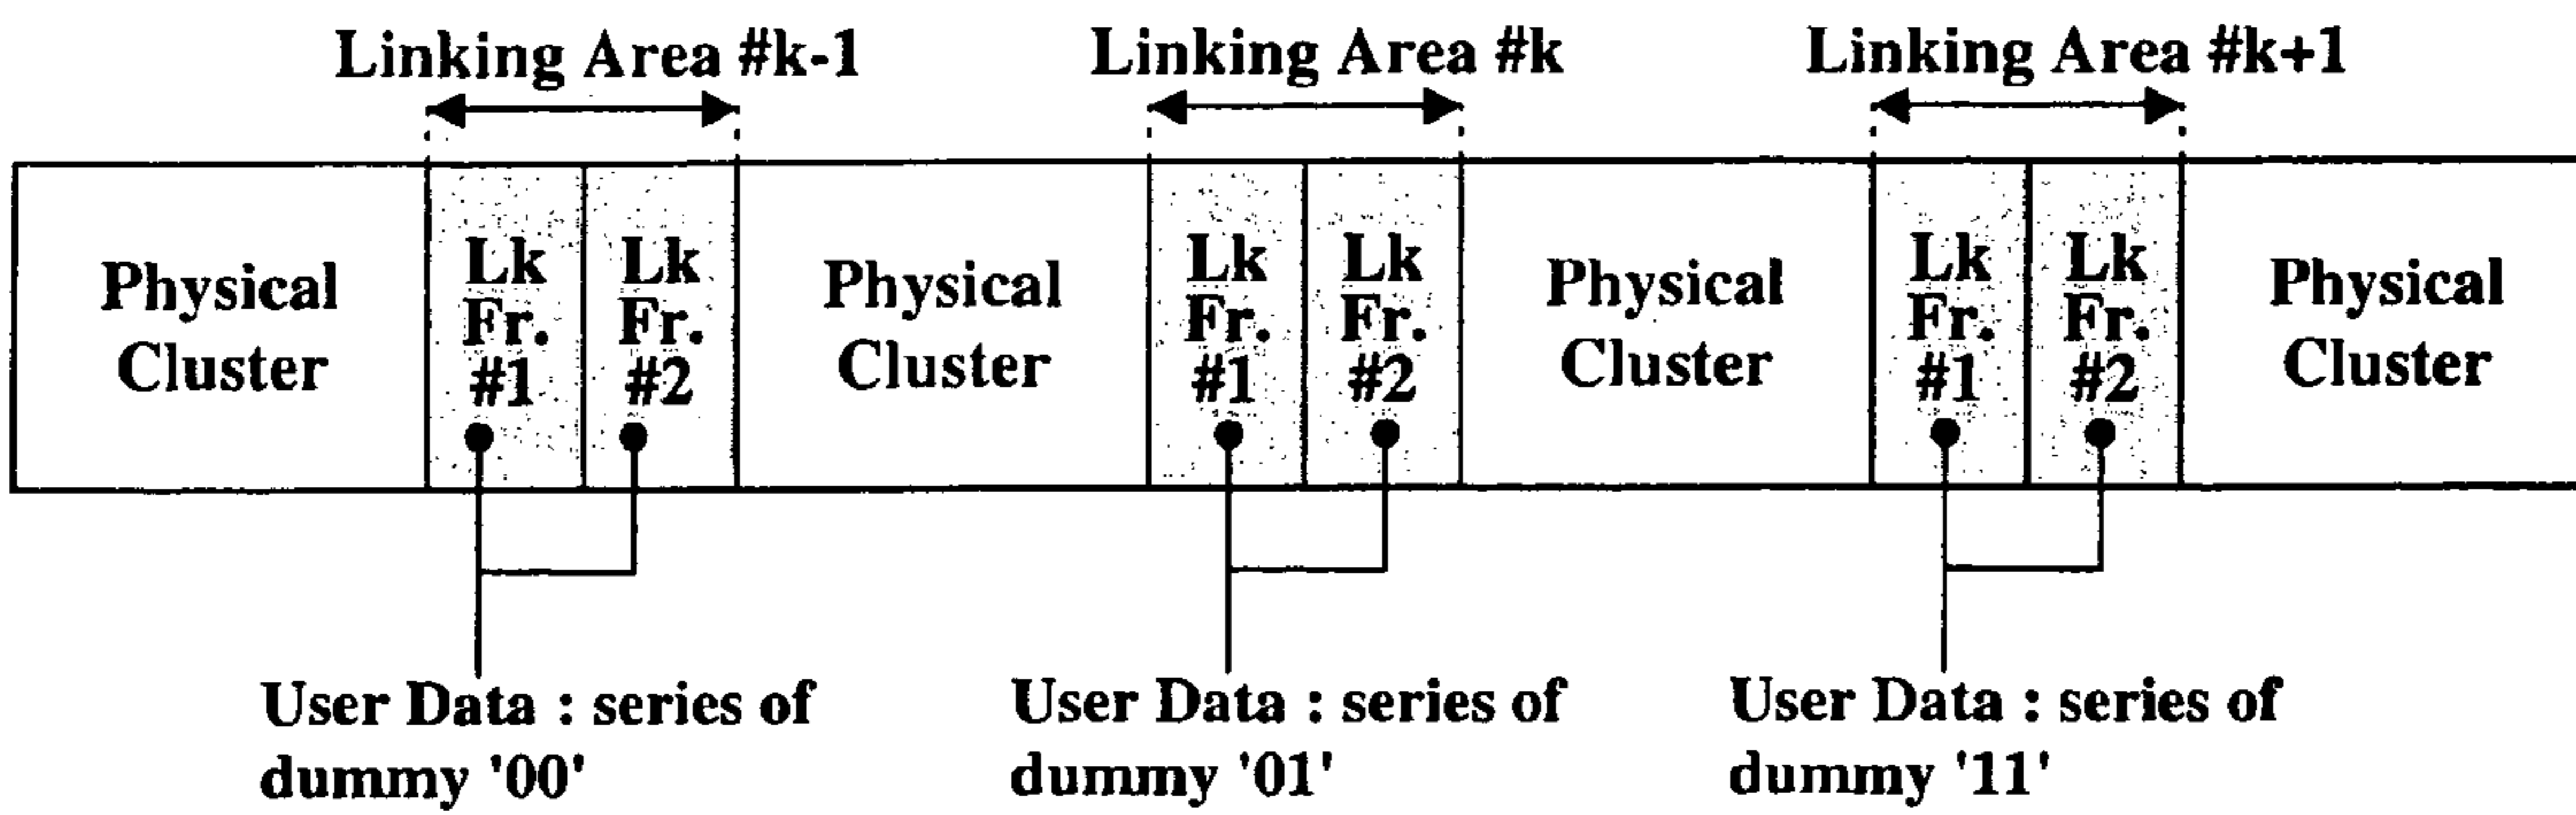 Linking Area #k-1
Linking Area #k
Linking Area #k+1
Physical
Cluster
Lk
Fr.
#1
Lk
Fr.
#2
Physical
Cluster
Lk
Fr.
#1
Lk
Fr.
#2
Physical
Cluster
Lk
Fr.
#1
Lk
Fr.
#2
Physical
Cluster
User Data : series of
dummy '00'
User Data : series of
dummy '01'
User Data : series of
dummy '11'